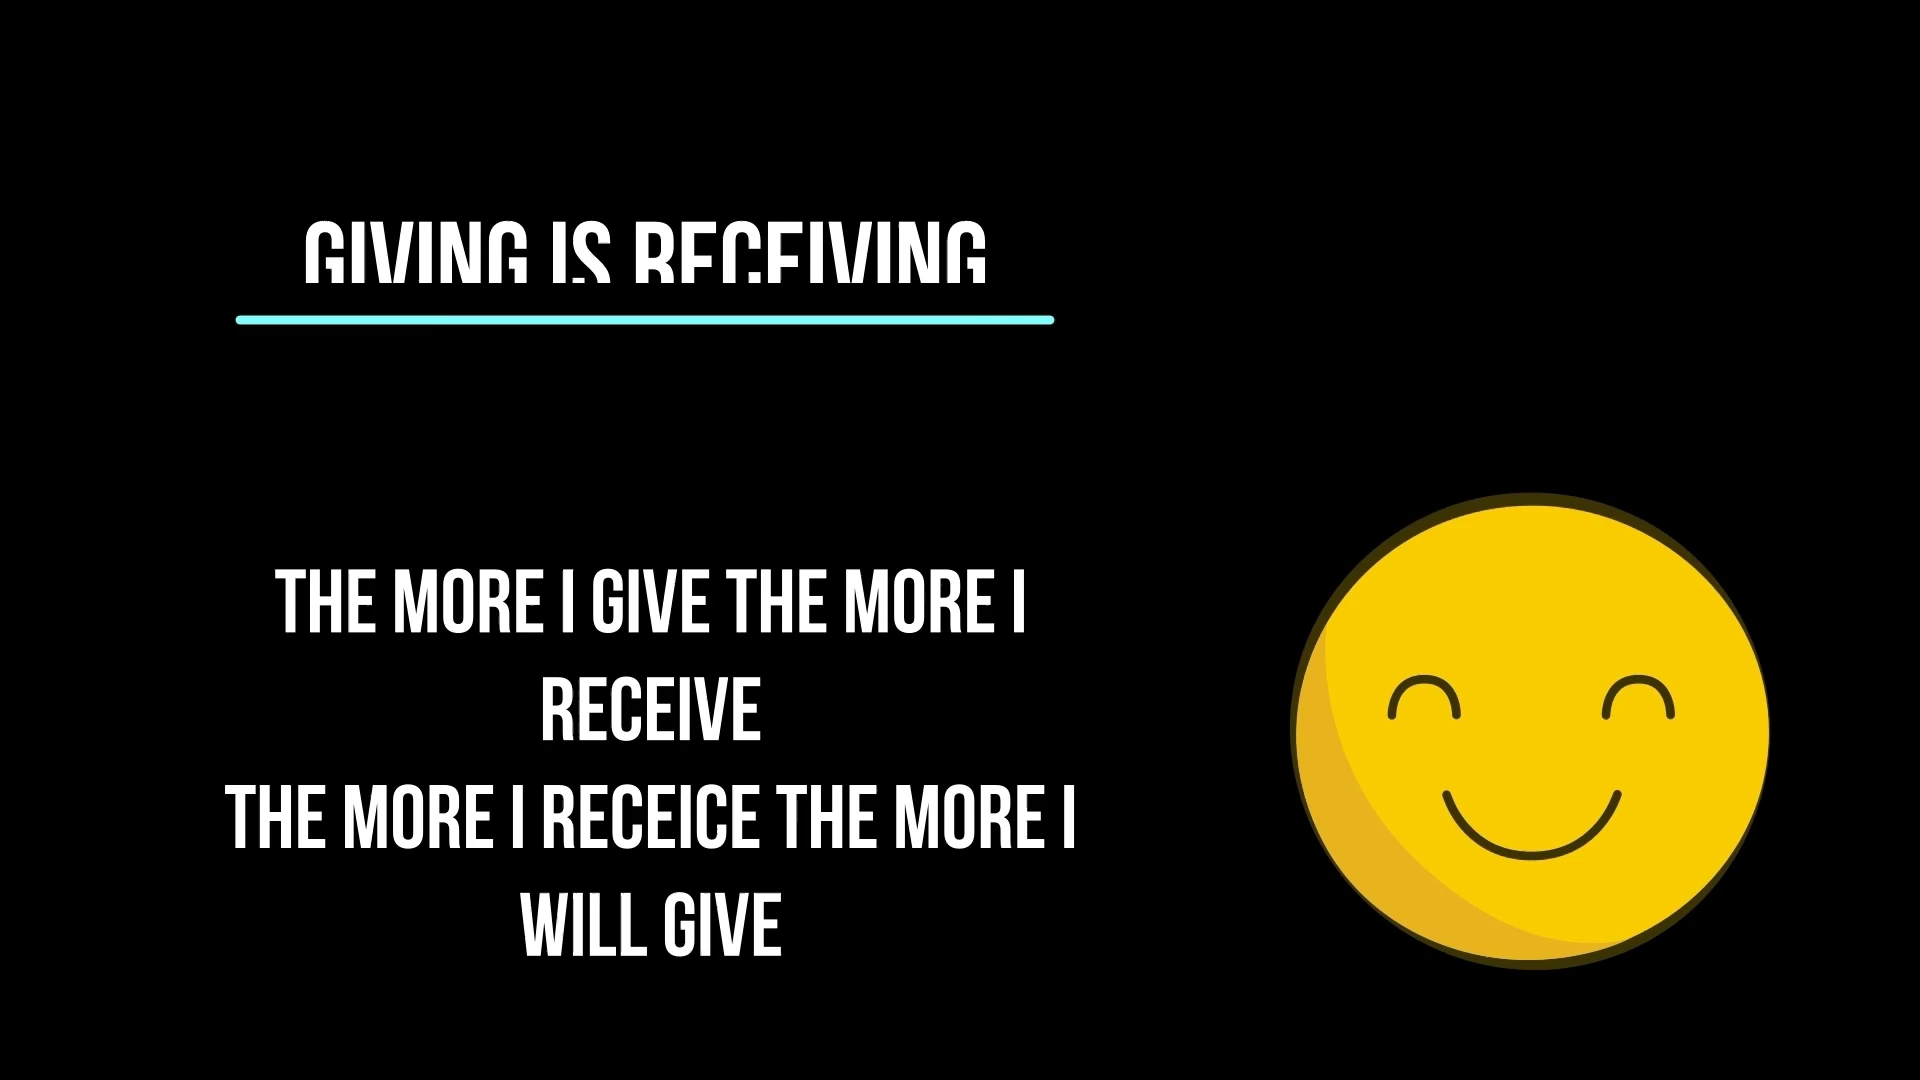 GIVING IS RECEIVING
THE MORE I GIVE THE MORE I
RECEIVE
THE MORE I RECEICE THE MORE I
WILL GIVE